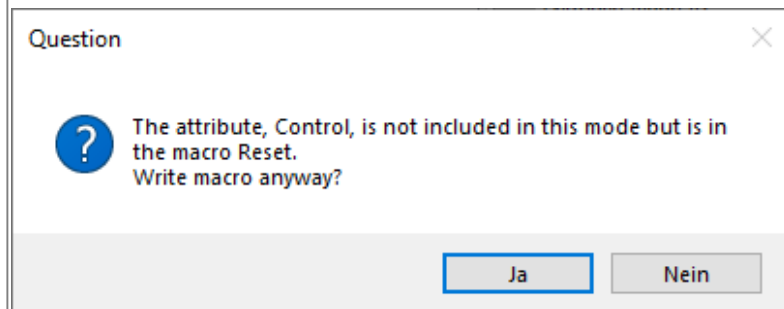 Question
The attribute, Control, is not included in this mode but is in
the macro Reset.
Write macro anyway?
Ja
Nein